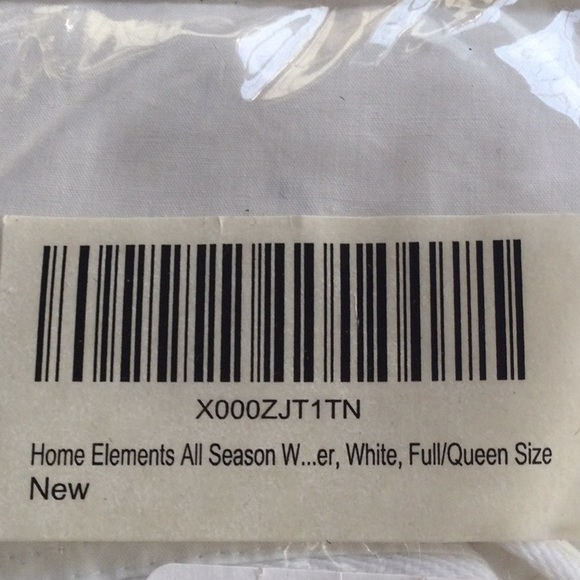 X000ZJT1TN
Home Elements All Season W...er, White, Full/Queen Size
New